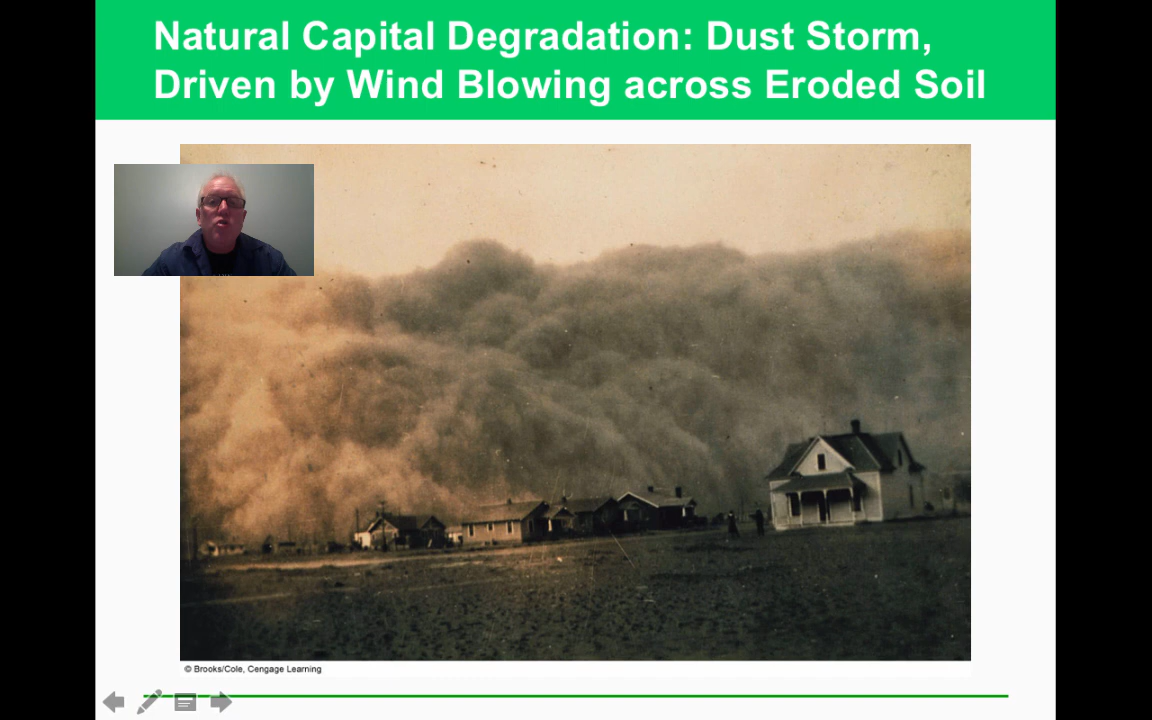 Natural Capital Degradation: Dust Storm,
Driven by Wind Blowing across Eroded Soil
© Brooks/Cole, Cengage Learning